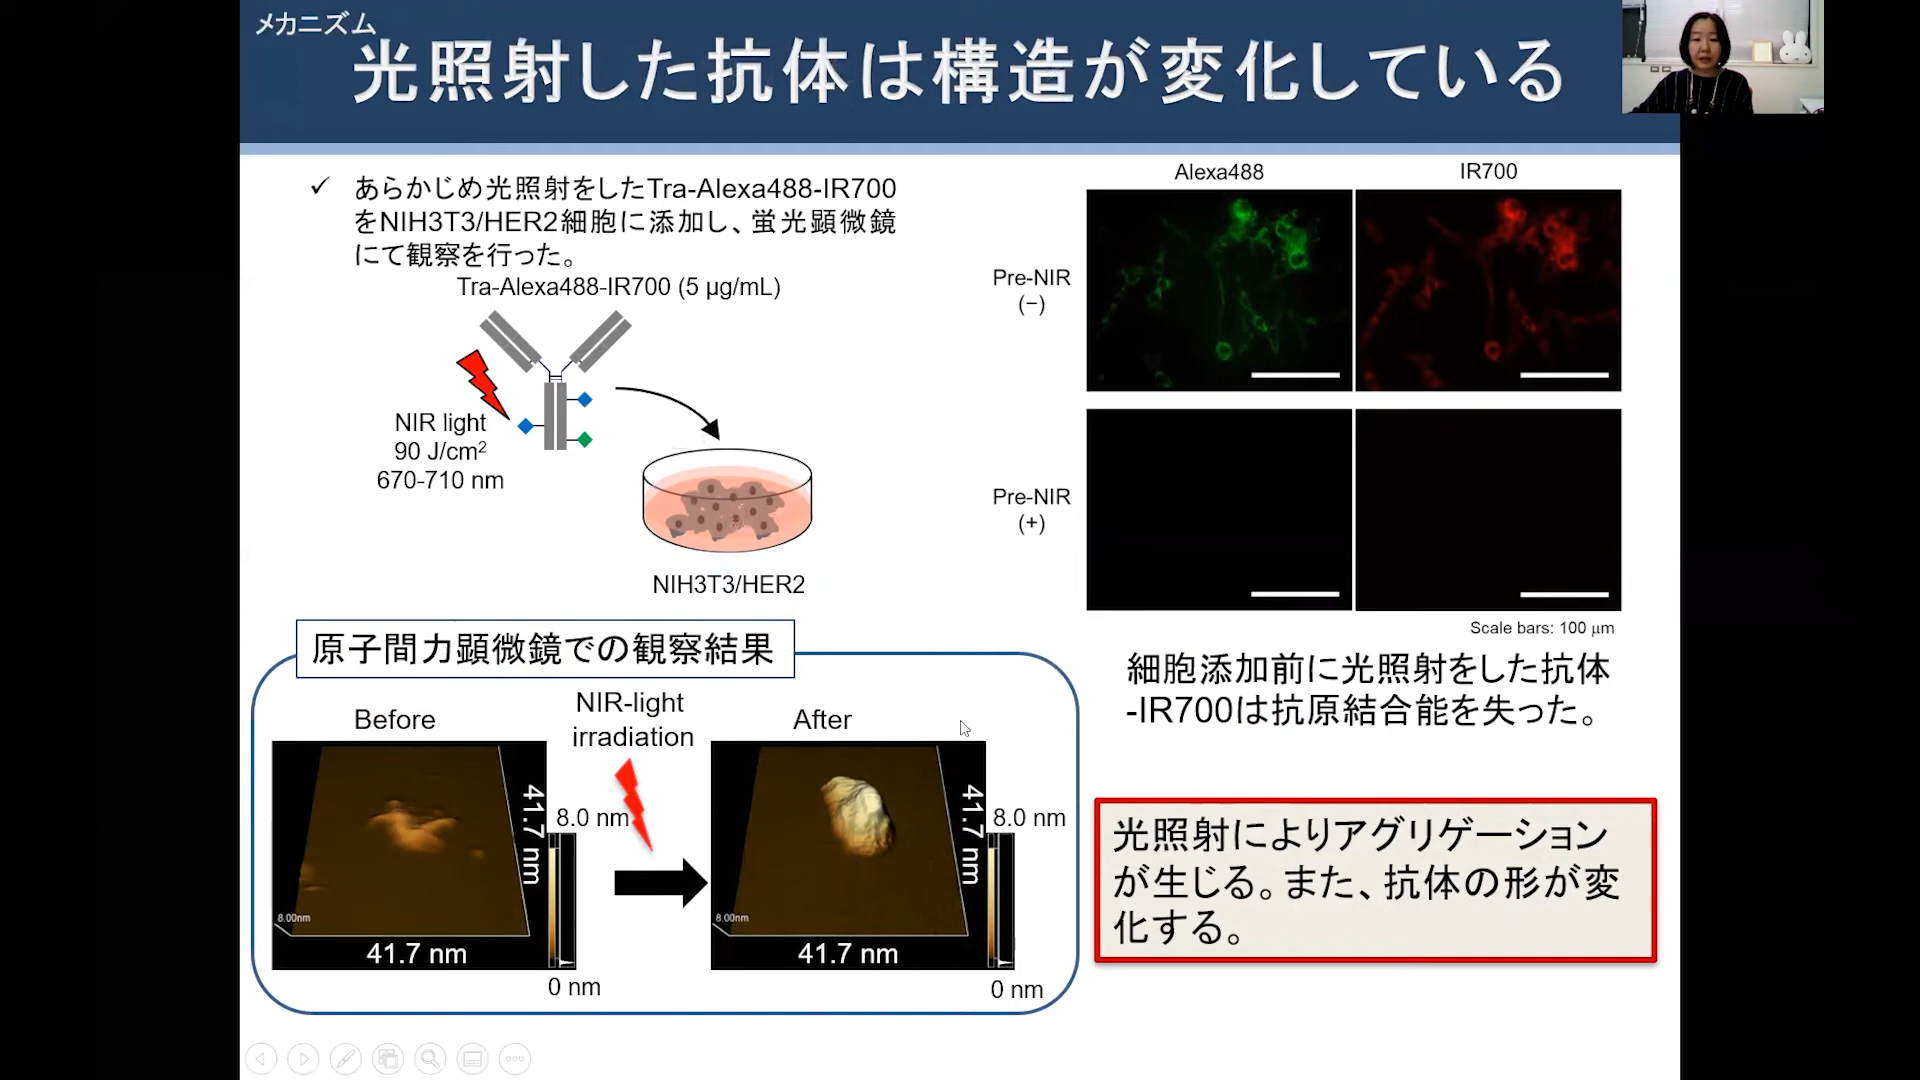 メカニズム
光照射した抗体は構造が変化している
✓ あらかじめ光照射をしたTra-Alexa488-IR700
をNIH3T3/HER2細胞に添加し、蛍光顕微鏡
にて観察を行った。
Tra-Alexa488-IR700 (5 μg/mL)
NIR light
90 J/cm²
670-710 nm
NIH3T3/HER2
Alexa488
IR700
Pre-NIR
(−)
Pre-NIR
(+)
Scale bars: 100 μm
細胞添加前に光照射をした抗体
-IR700は抗原結合能を失った。
原子間力顕微鏡での観察結果
Before
NIR-light
irradiation
After
41.7 nm
8.0 nm
8.00nm
41.7 nm
0 nm
41.7 nm
8.0 nm
8.00nm
41.7 nm
0 nm
光照射によりアグリゲーション
が生じる。また、抗体の形が変
化する。